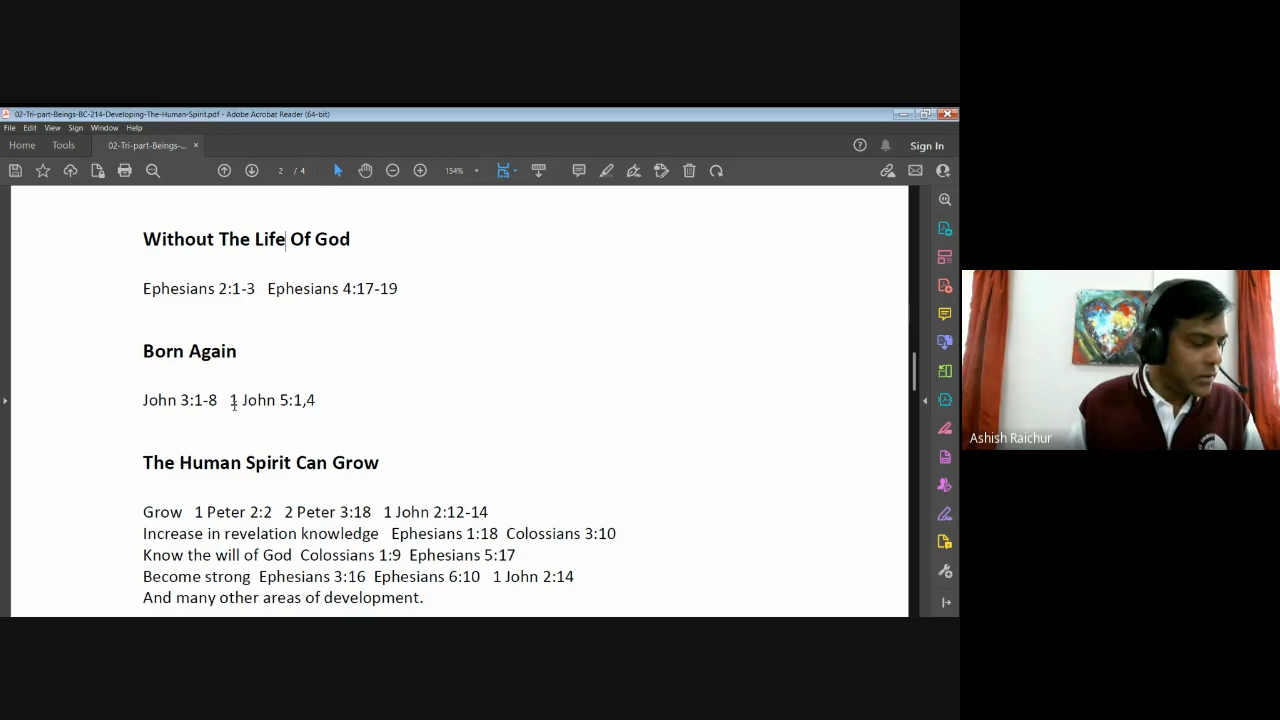 02-Tri-part-Beings-BC-214-Developing-The-Human-Spirit.pdf - Adobe Acrobat Reader (64-bit)
File Edit View Sign Window Help
Home Tools 02-Tri-part-Beings-... × Sign In
2 / 4 154%
Without The Life Of God
Ephesians 2:1-3 Ephesians 4:17-19
Born Again
John 3:1-8 1 John 5:1,4
The Human Spirit Can Grow
Grow 1 Peter 2:2 2 Peter 3:18 1 John 2:12-14
Increase in revelation knowledge Ephesians 1:18 Colossians 3:10
Know the will of God Colossians 1:9 Ephesians 5:17
Become strong Ephesians 3:16 Ephesians 6:10 1 John 2:14
And many other areas of development.
Ashish Raichur